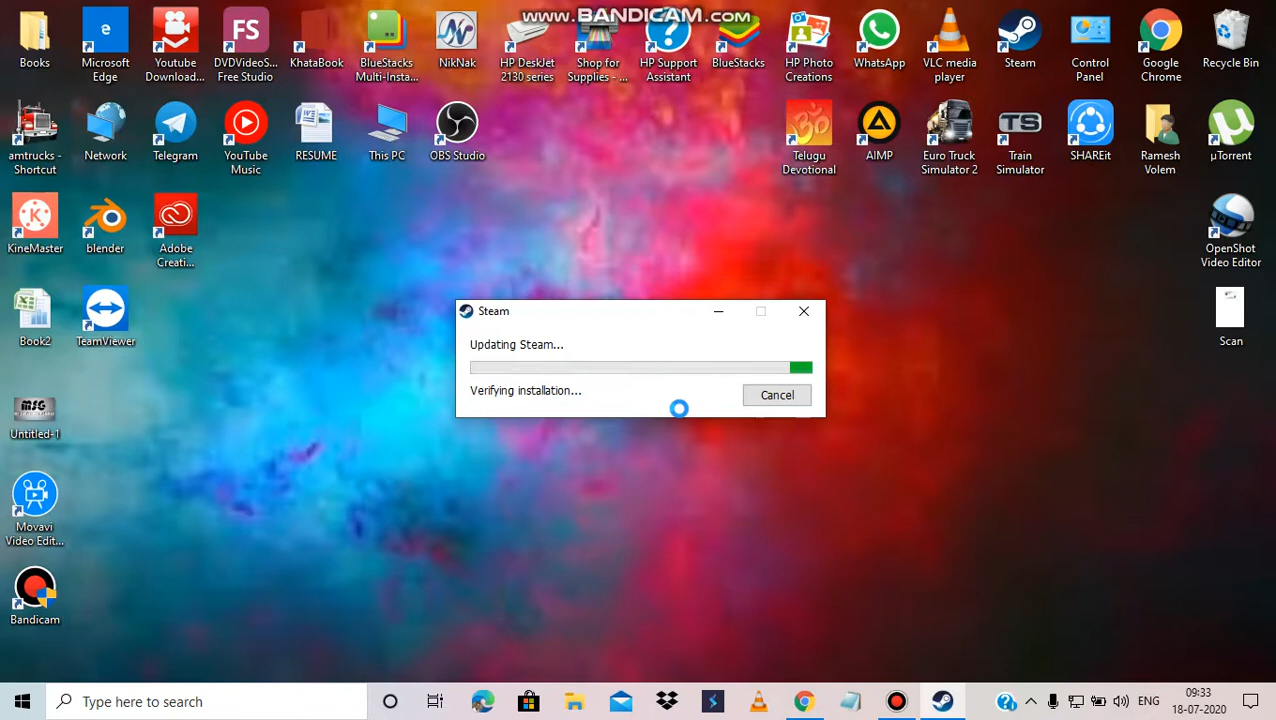 www.BANDICAM.com
Books
Microsoft
Edge
Youtube
Download...
FS
DVDVideoS...
Free Studio
KhataBook
BlueStacks
Multi-Insta...
NikNak
HP DeskJet
2130 series
Shop for
Supplies - ...
HP Support
Assistant
BlueStacks
HP Photo
Creations
WhatsApp
VLC media
player
Steam
Control
Panel
Google
Chrome
Recycle Bin
amtrucks -
Shortcut
Network
Telegram
YouTube
Music
RESUME
This PC
OBS Studio
Telugu
Devotional
AIMP
Euro Truck
Simulator 2
TS
Train
Simulator
SHAREit
Ramesh
Volem
µTorrent
KineMaster
blender
Adobe
Creati...
OpenShot
Video Editor
Book2
TeamViewer
Scan
Steam
Updating Steam...
Verifying installation...
Cancel
MSG
Untitled-1
Movavi
Video Edit...
Bandicam
Type here to search
ENG
09:33
18-07-2020